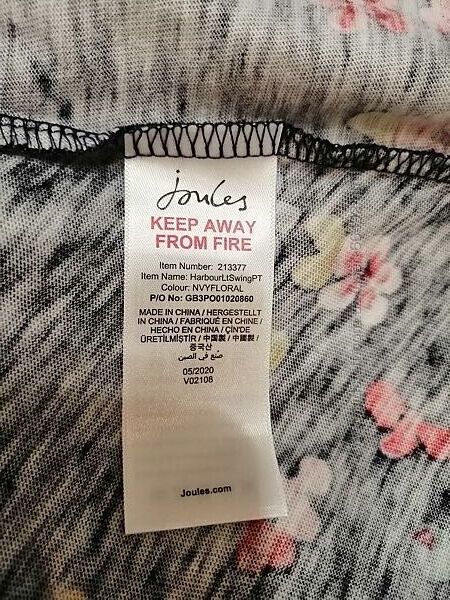 Joules
KEEP AWAY
FROM FIRE
Item Number: 213377
Item Name: HarbourLtSwingPT
Colour: NVYFLORAL
P/O No: GB3PO01020860
MADE IN CHINA / HERGESTELLT
IN CHINA / FABRIQUÉ EN CHINE /
HECHO EN CHINA / ÇIN'DE
ÜRETİLMİŞTİR / 中国製 / 中國製 /
중국산
صُنع في الصين
05/2020
V02108
Joules.com